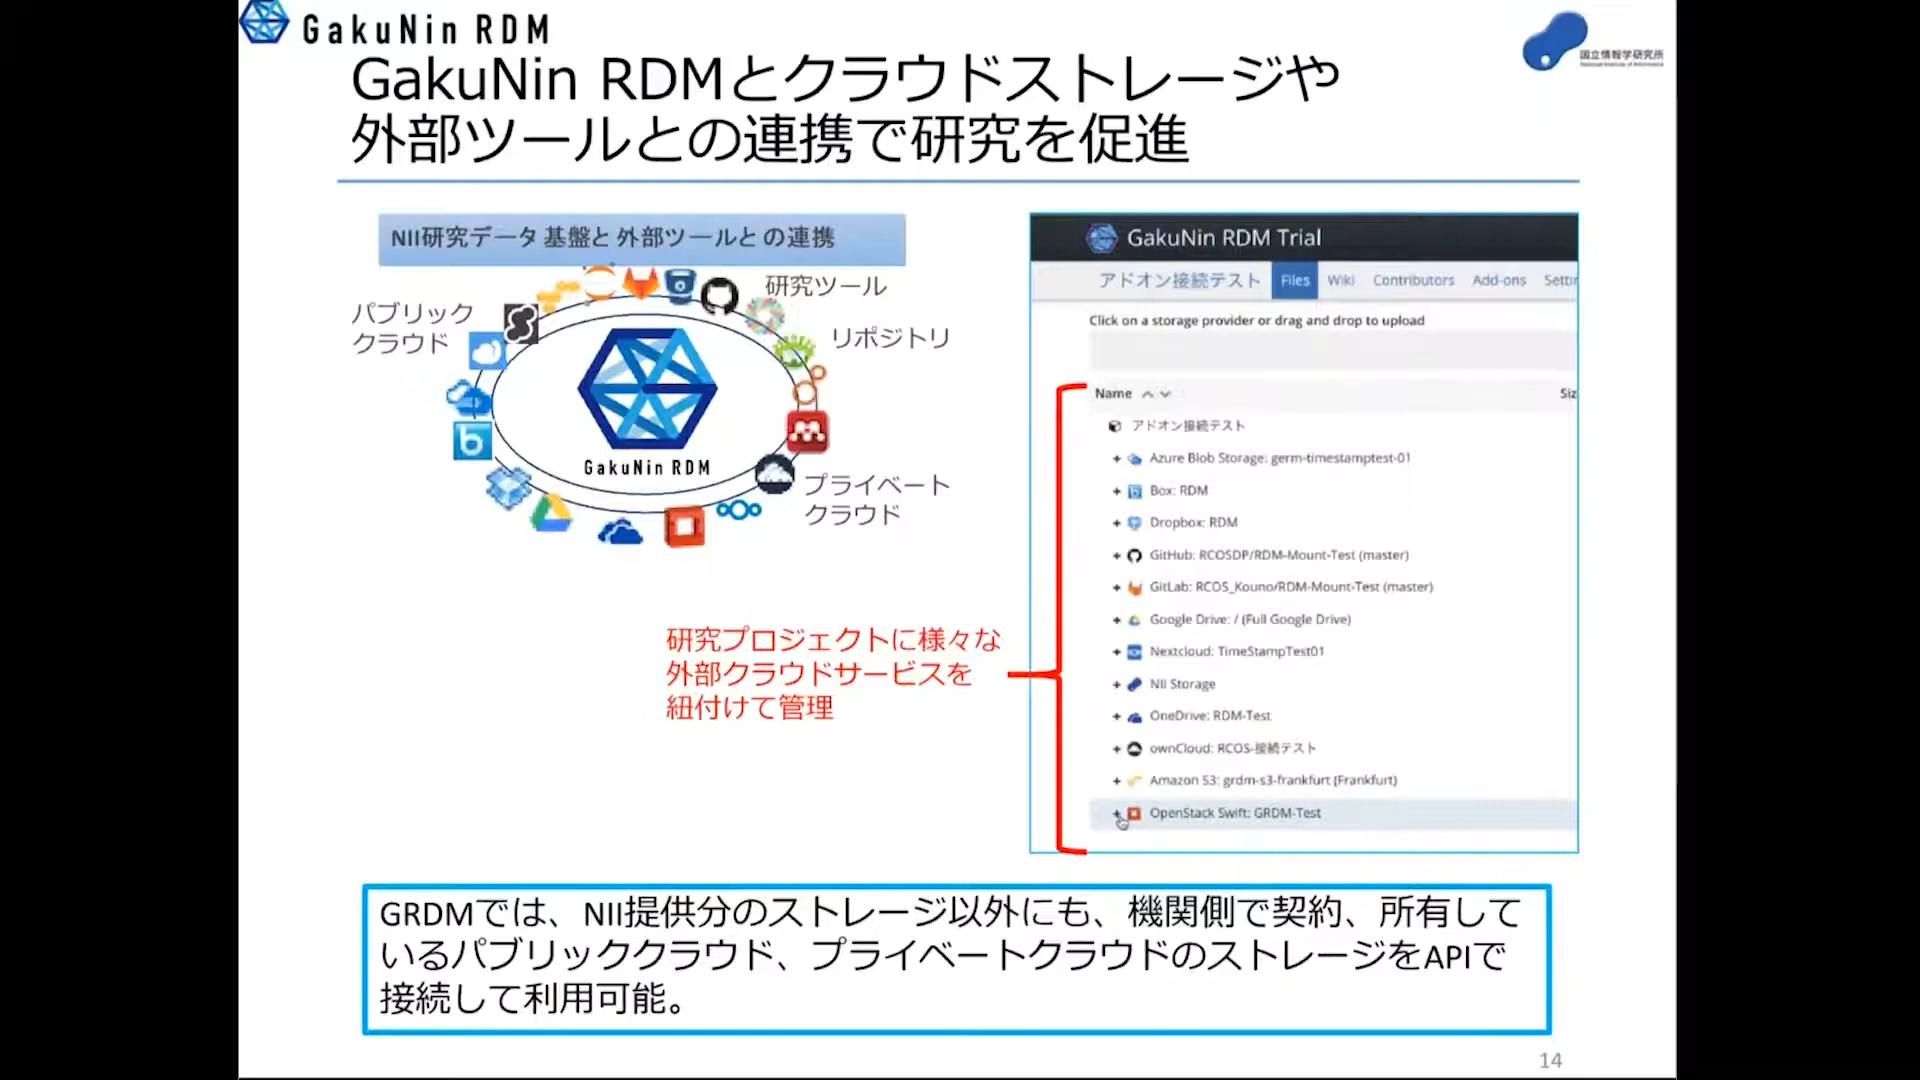 GakuNin RDM
国立情報学研究所
GakuNin RDMとクラウドストレージや
外部ツールとの連携で研究を促進
NII研究データ基盤と外部ツールとの連携
研究ツール
パブリック
クラウド
リポジトリ
GakuNin RDM
プライベート
クラウド
研究プロジェクトに様々な
外部クラウドサービスを
紐付けて管理
GakuNin RDM Trial
アドオン接続テスト Files Wiki Contributors Add-ons Settin
Click on a storage provider or drag and drop to upload
Name Siz
アドオン接続テスト
Azure Blob Storage: germ-timestamptest-01
Box: RDM
Dropbox: RDM
GitHub: RCOSDP/RDM-Mount-Test (master)
GitLab: RCOS_Kouno/RDM-Mount-Test (master)
Google Drive: / (Full Google Drive)
Nextcloud: TimeStampTest01
NII Storage
OneDrive: RDM-Test
ownCloud: RCOS-接続テスト
Amazon S3: grdm-s3-frankfurt (Frankfurt)
OpenStack Swift: GRDM-Test
GRDMでは、NII提供分のストレージ以外にも、機関側で契約、所有して
いるパブリッククラウド、プライベートクラウドのストレージをAPIで
接続して利用可能。
14